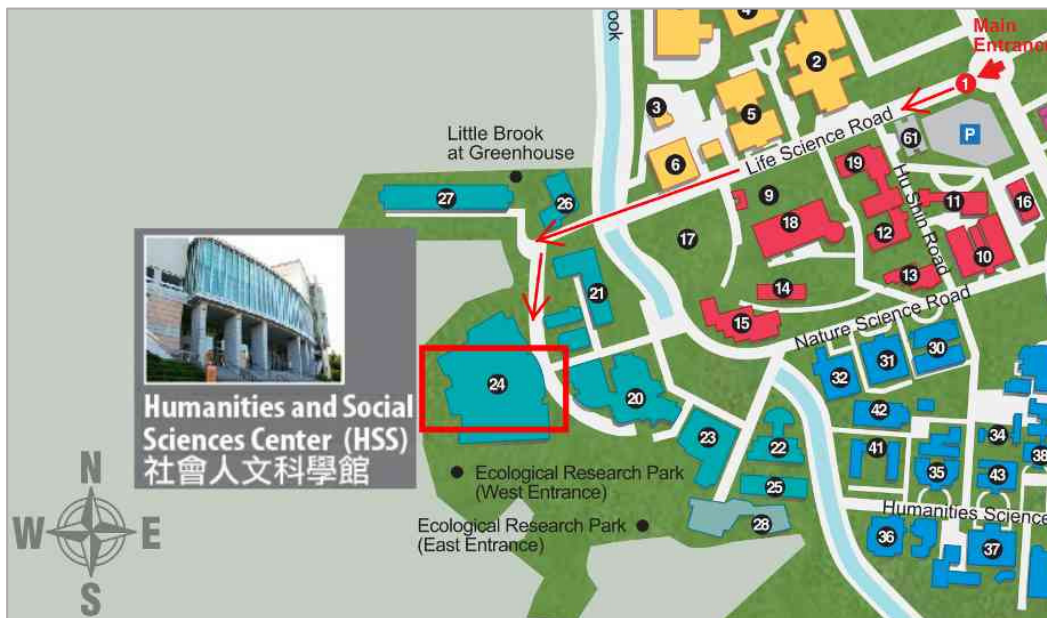 Main
Entrance
1
2
4
ook
3
5
6
Life Science Road
61
P
Little Brook
at Greenhouse
27
26
9
19
Hu Shih Road
11
16
18
12
10
17
21
14
13
15
Nature Science Road
24
20
32
31
30
Humanities and Social
Sciences Center (HSS)
社會人文科學館
23
22
42
41
34
38
35
43
25
28
Ecological Research Park
(West Entrance)
Ecological Research Park
(East Entrance)
Humanities Science
36
37
N
W
E
S